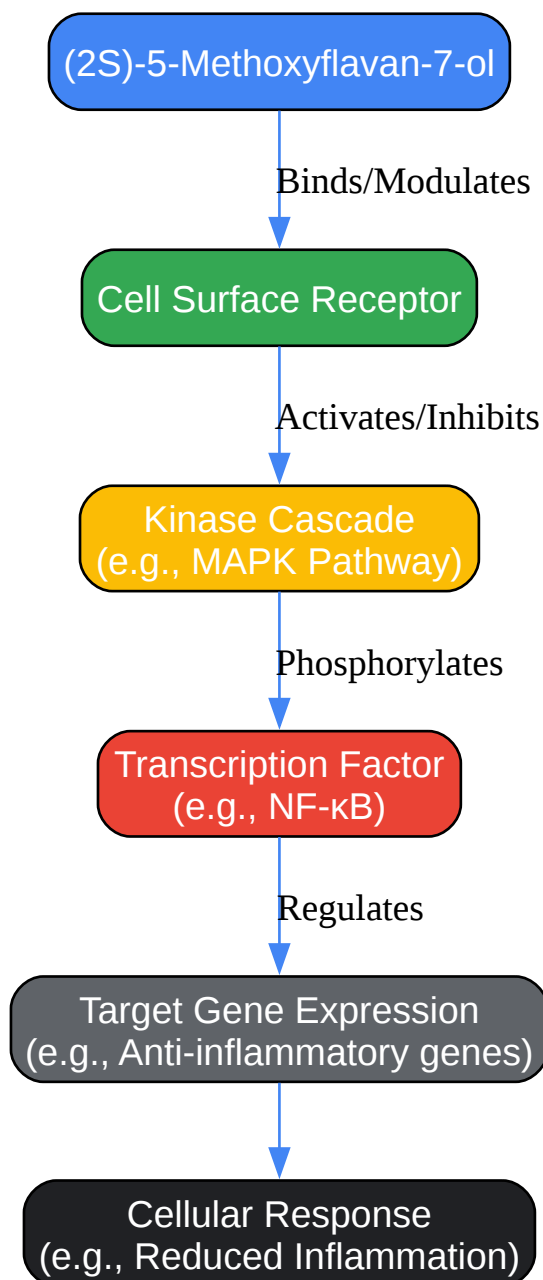 (2S)-5-Methoxyflavan-7-ol
Binds/Modulates
Cell Surface Receptor
Activates/Inhibits
Kinase Cascade
(e.g., MAPK Pathway)
Phosphorylates
Transcription Factor
(e.g., NF-κB)
Regulates
Target Gene Expression
(e.g., Anti-inflammatory genes)
Cellular Response
(e.g., Reduced Inflammation)